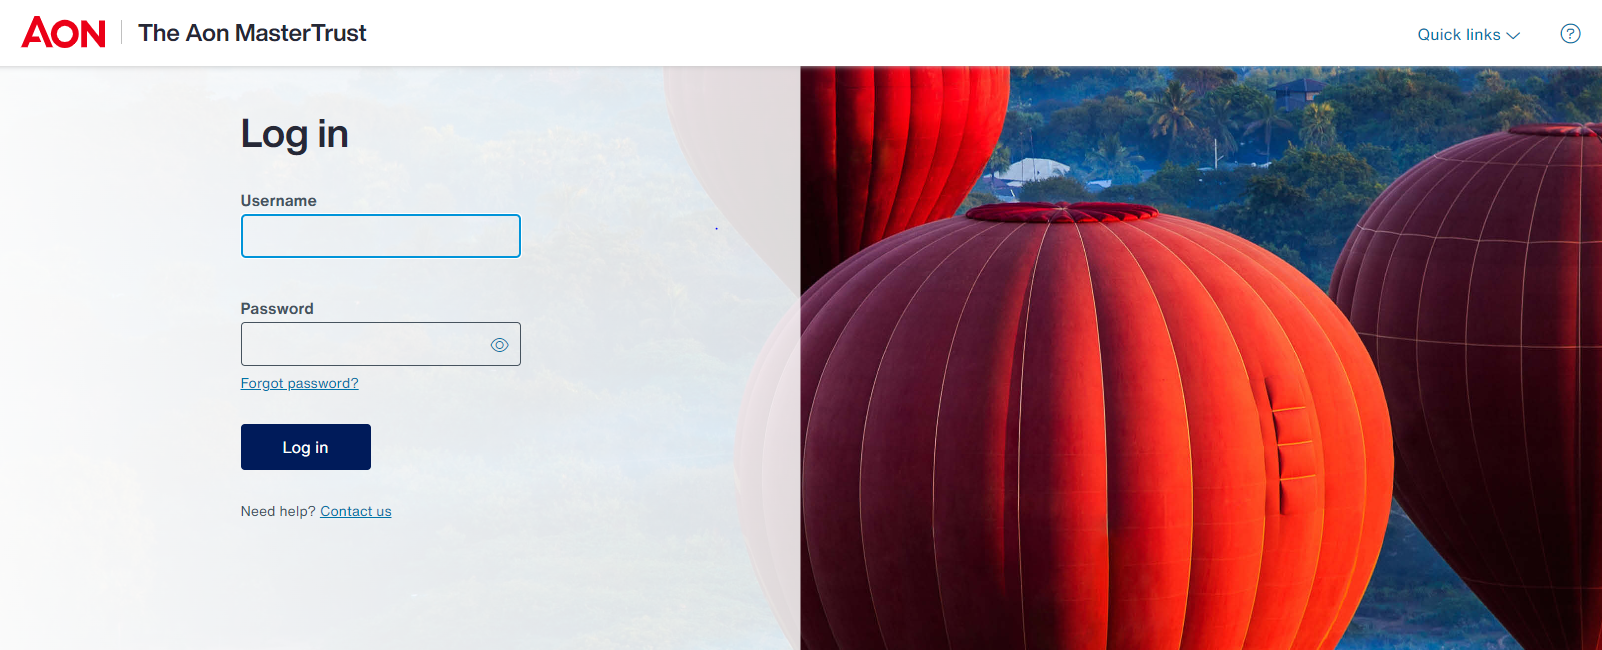 AON The Aon MasterTrust Quick links ?
Log in
Username
Password
Forgot password?
Log in
Need help? Contact us